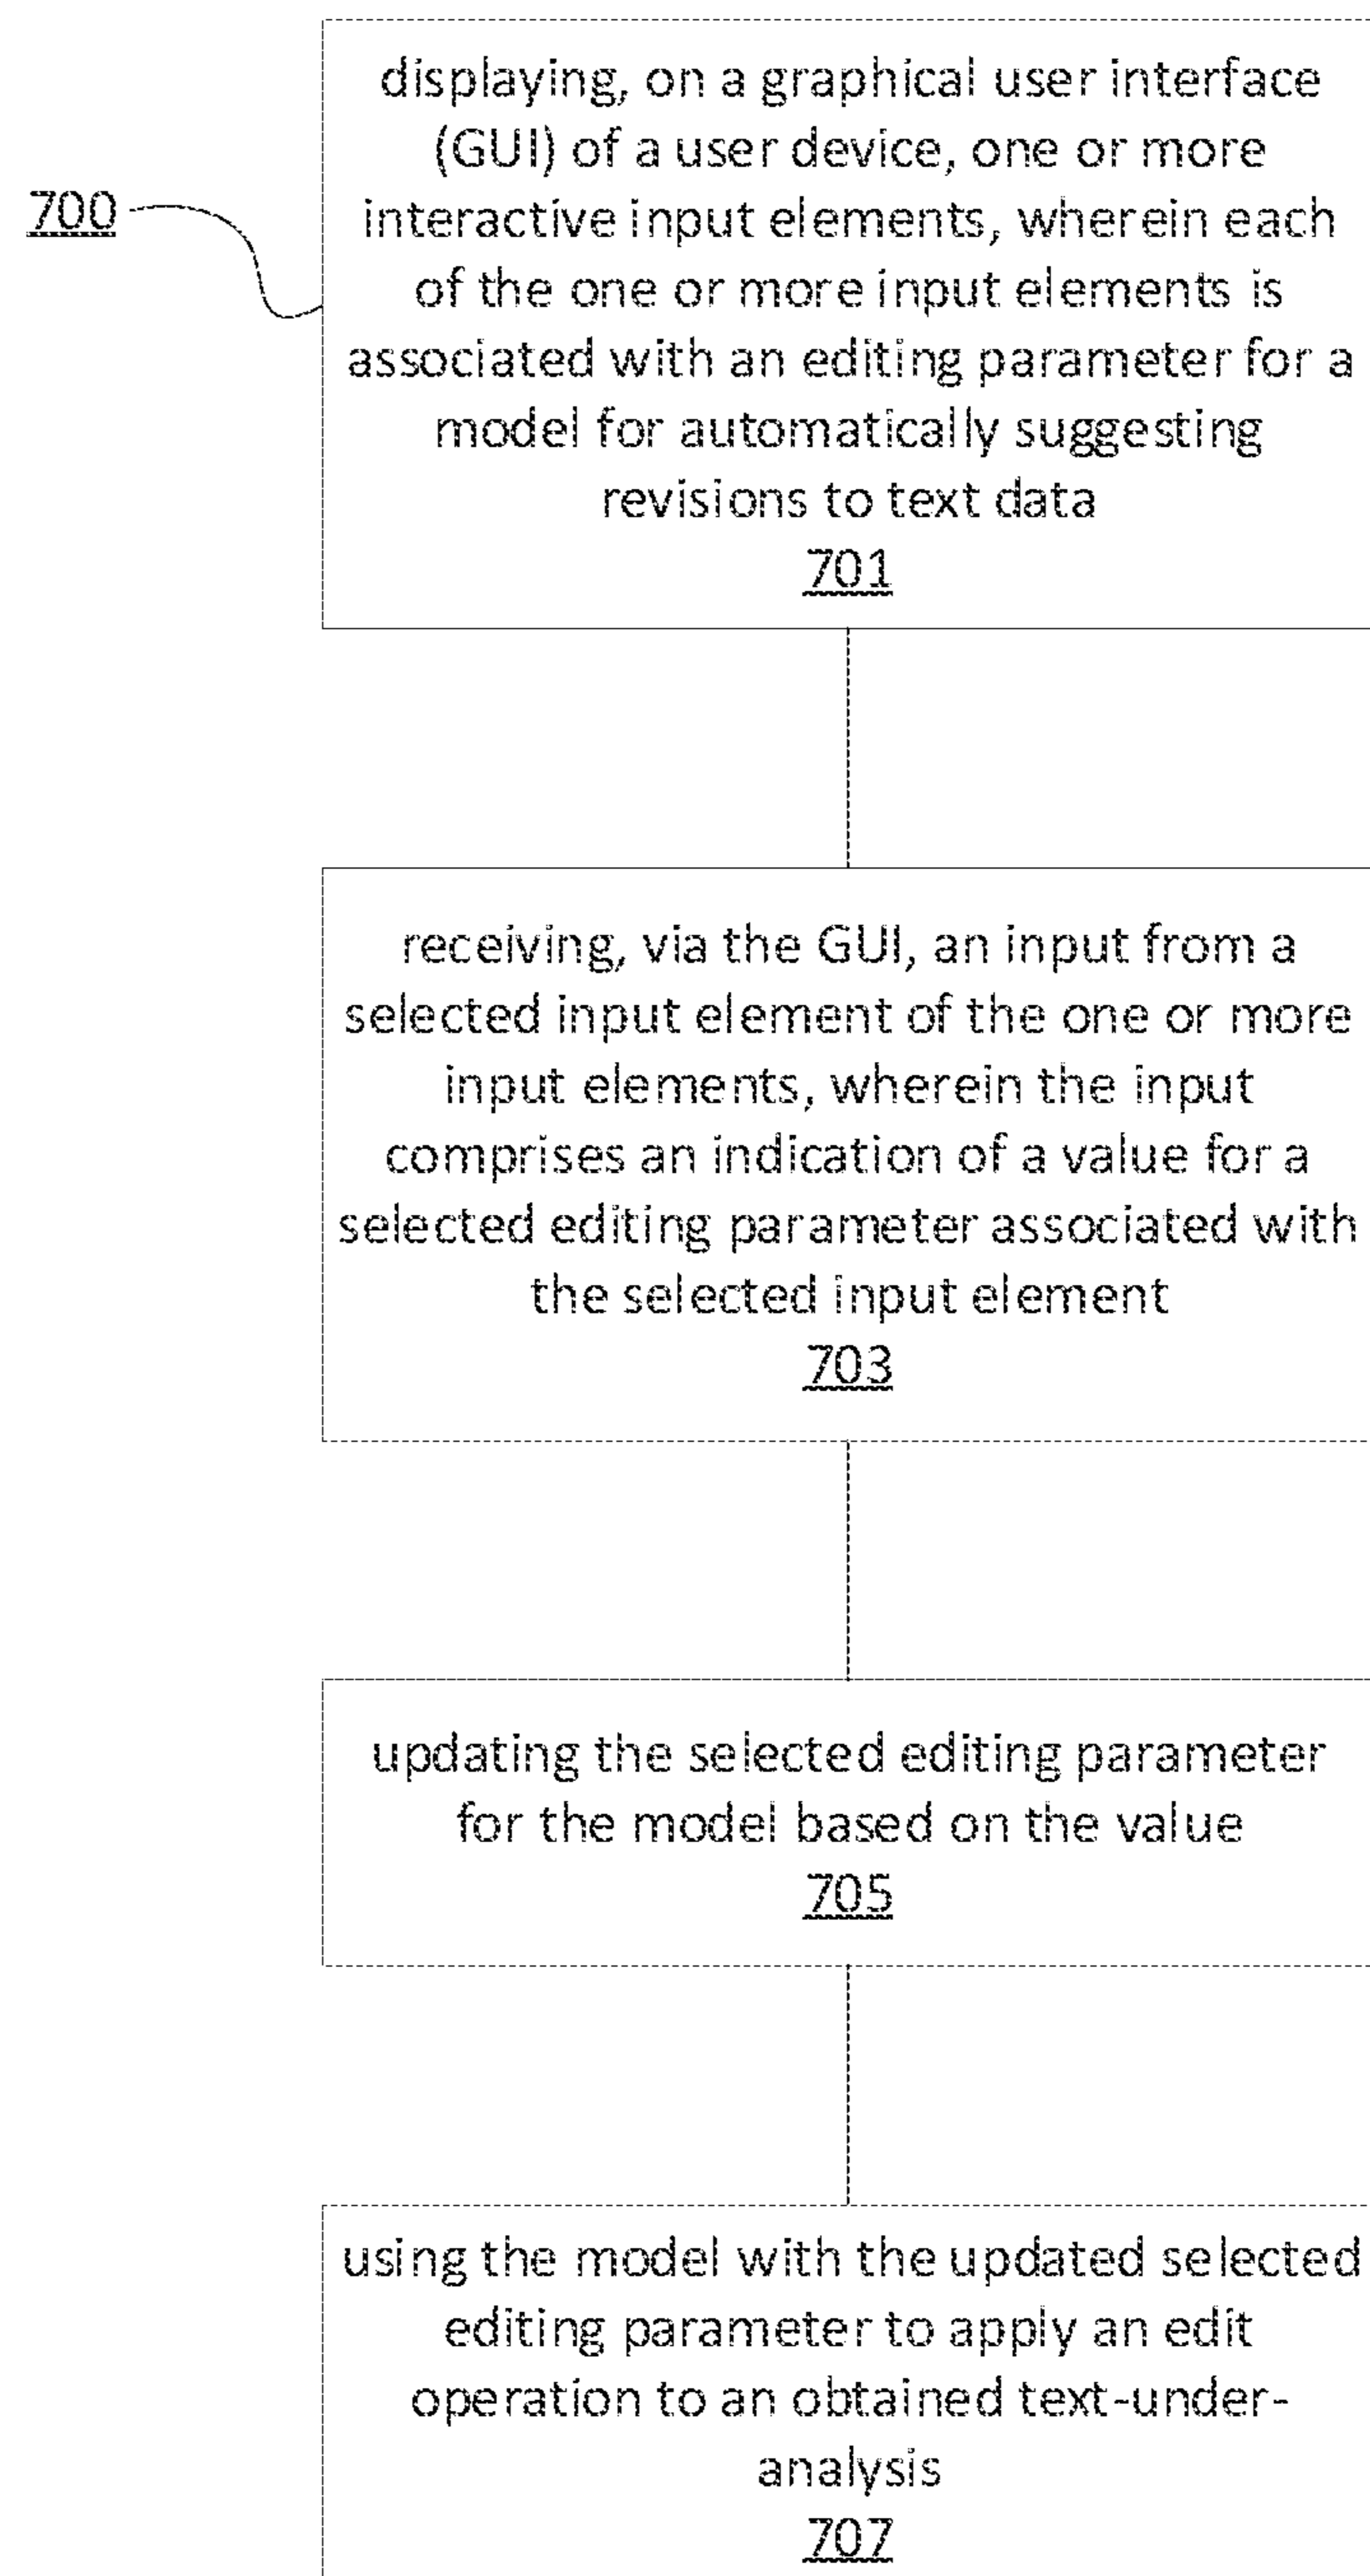 displaying, on a graphical user interface
(GUI) of a user device, one or more
interactive input elements, wherein each
of the one or more input elements is
associated with an editing parameter for a
model for automatically suggesting
revisions to text data
701
700
receiving, via the GUI, an input from a
selected input element of the one or more
input elements, wherein the input
comprises an indication of a value for a
selected editing parameter associated with
the selected input element
703
updating the selected editing parameter
for the model based on the value
705
using the model with the updated selected
editing parameter to apply an edit
operation to an obtained text-under-
analysis
707